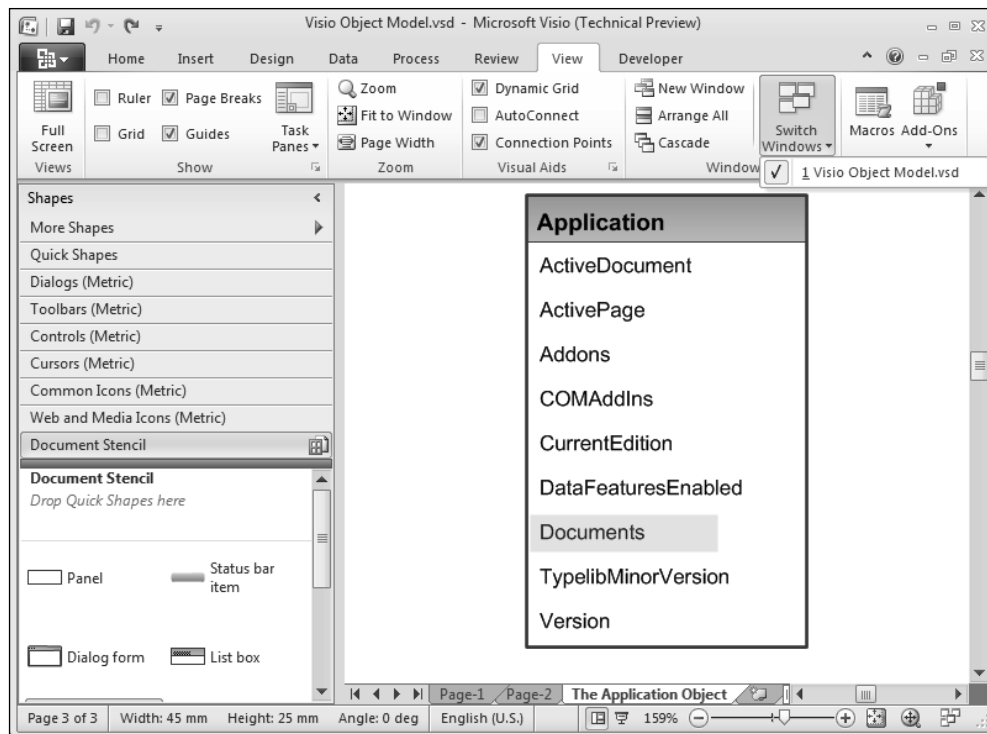 Visio Object Model.vsd - Microsoft Visio (Technical Preview)
Home Insert Design Data Process Review View Developer
Full Screen
Ruler
Page Breaks
Grid
Guides
Task Panes
Zoom
Fit to Window
Page Width
Dynamic Grid
AutoConnect
Connection Points
New Window
Arrange All
Cascade
Switch Windows
Macros
Add-Ons
Views
Show
Zoom
Visual Aids
Window
1 Visio Object Model.vsd
Shapes
More Shapes
Quick Shapes
Dialogs (Metric)
Toolbars (Metric)
Controls (Metric)
Cursors (Metric)
Common Icons (Metric)
Web and Media Icons (Metric)
Document Stencil
Document Stencil
Drop Quick Shapes here
Panel
Status bar item
Dialog form
List box
Application
ActiveDocument
ActivePage
Addons
COMAddIns
CurrentEdition
DataFeaturesEnabled
Documents
TypelibMinorVersion
Version
Page-1 Page-2 The Application Object
Page 3 of 3 Width: 45 mm Height: 25 mm Angle: 0 deg English (U.S.) 159%